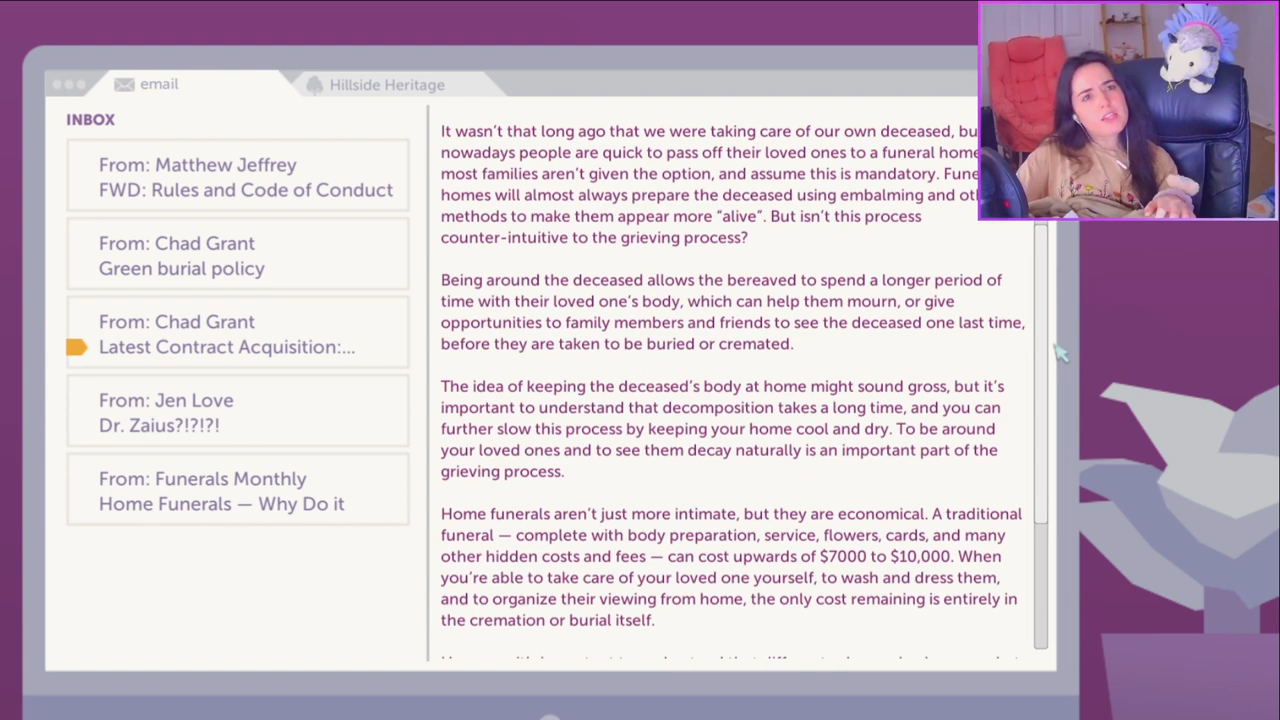 email
Hillside Heritage
INBOX
From: Matthew Jeffrey
FWD: Rules and Code of Conduct
From: Chad Grant
Green burial policy
From: Chad Grant
Latest Contract Acquisition:...
From: Jen Love
Dr. Zaius?!?!?!
From: Funerals Monthly
Home Funerals — Why Do it
It wasn't that long ago that we were taking care of our own deceased,
nowadays people are quick to pass off their loved ones to a funeral
most families aren't given the option, and assume this is mandatory.
homes will almost always prepare the deceased using embalming and
methods to make them appear more "alive". But isn't this process
counter-intuitive to the grieving process?
Being around the deceased allows the bereaved to spend a longer period of
time with their loved one's body, which can help them mourn, or give
opportunities to family members and friends to see the deceased one last time,
before they are taken to be buried or cremated.
The idea of keeping the deceased's body at home might sound gross, but it's
important to understand that decomposition takes a long time, and you can
further slow this process by keeping your home cool and dry. To be around
your loved ones and to see them decay naturally is an important part of the
grieving process.
Home funerals aren't just more intimate, but they are economical. A traditional
funeral — complete with body preparation, service, flowers, cards, and many
other hidden costs and fees — can cost upwards of $7000 to $10,000. When
you're able to take care of your loved one yourself, to wash and dress them,
and to organize their viewing from home, the only cost remaining is entirely in
the cremation or burial itself.